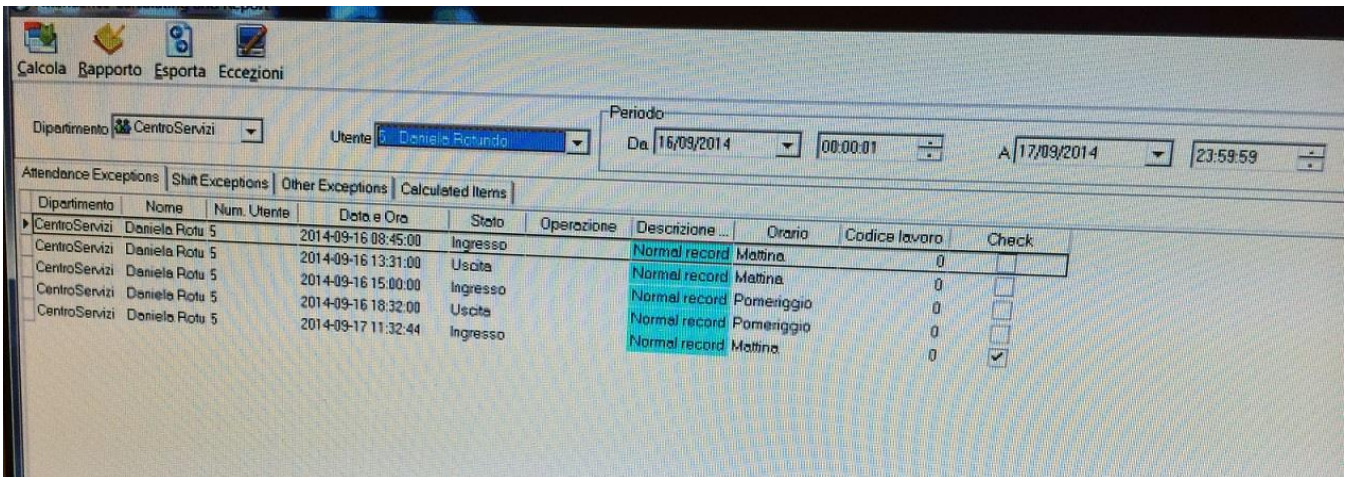 Calcola Rapporto Esporta Eccezioni
Periodo
Dipartimento CentroServizi Utente 5 Daniela Rotundo Da 16/09/2014 00:00:01 A 17/09/2014 23:59:59
Attendance Exceptions Shift Exceptions Other Exceptions Calculated Items
Dipartimento Nome Num. Utente Data e Ora Stato Operazione Descrizione ... Orario Codice lavoro Check
CentroServizi Daniela Rotu 5 2014-09-16 08:45:00 Ingresso Normal record Mattina 0
CentroServizi Daniela Rotu 5 2014-09-16 13:31:00 Uscita Normal record Mattina 0
CentroServizi Daniela Rotu 5 2014-09-16 15:00:00 Ingresso Normal record Pomeriggio 0
CentroServizi Daniela Rotu 5 2014-09-16 18:32:00 Uscita Normal record Pomeriggio 0
CentroServizi Daniela Rotu 5 2014-09-17 11:32:44 Ingresso Normal record Mattina 0